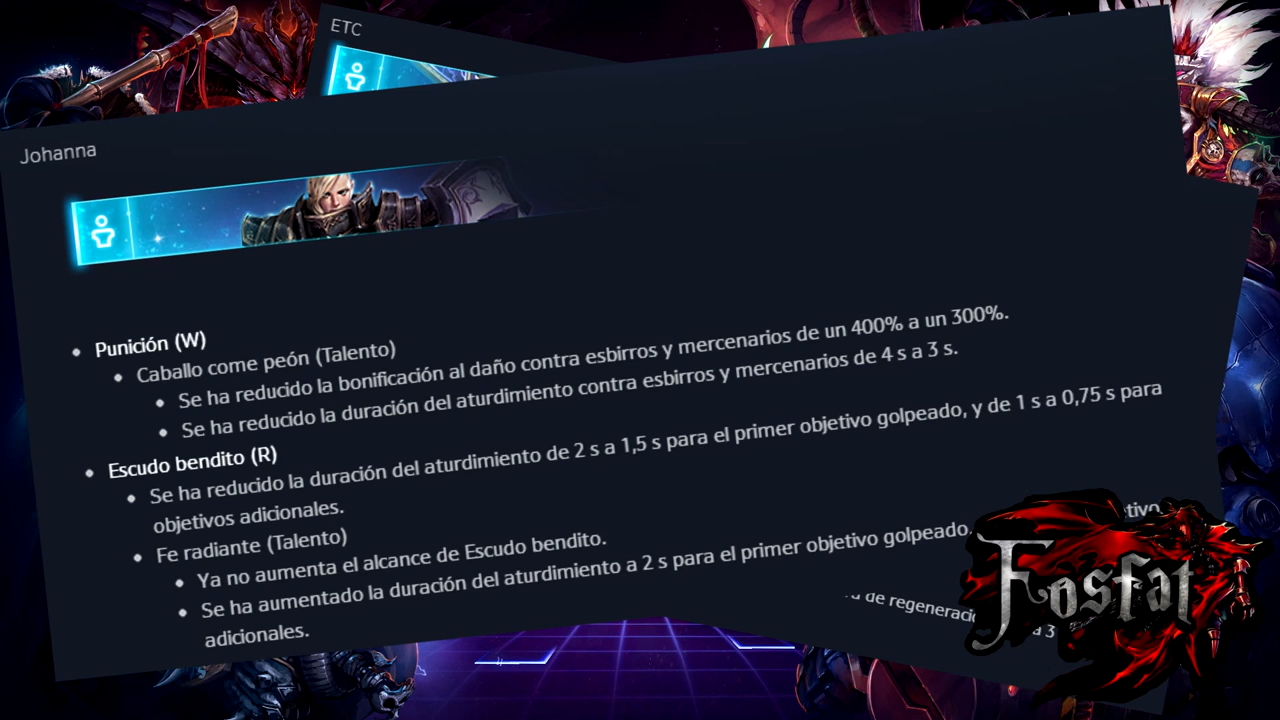 ETC
Johanna
Punición (W)
Caballo come peón (Talento)
Se ha reducido la bonificación al daño contra esbirros y mercenarios de un 400% a un 300%.
Se ha reducido la duración del aturdimiento contra esbirros y mercenarios de 4 s a 3 s.
Escudo bendito (R)
Se ha reducido la duración del aturdimiento de 2 s a 1,5 s para el primer objetivo golpeado, y de 1 s a 0,75 s para
objetivos adicionales.
Fe radiante (Talento)
Ya no aumenta el alcance de Escudo bendito.
Se ha aumentado la duración del aturdimiento a 2 s para el primer objetivo golpeado,
adicionales.
de
a 3
Fosfat